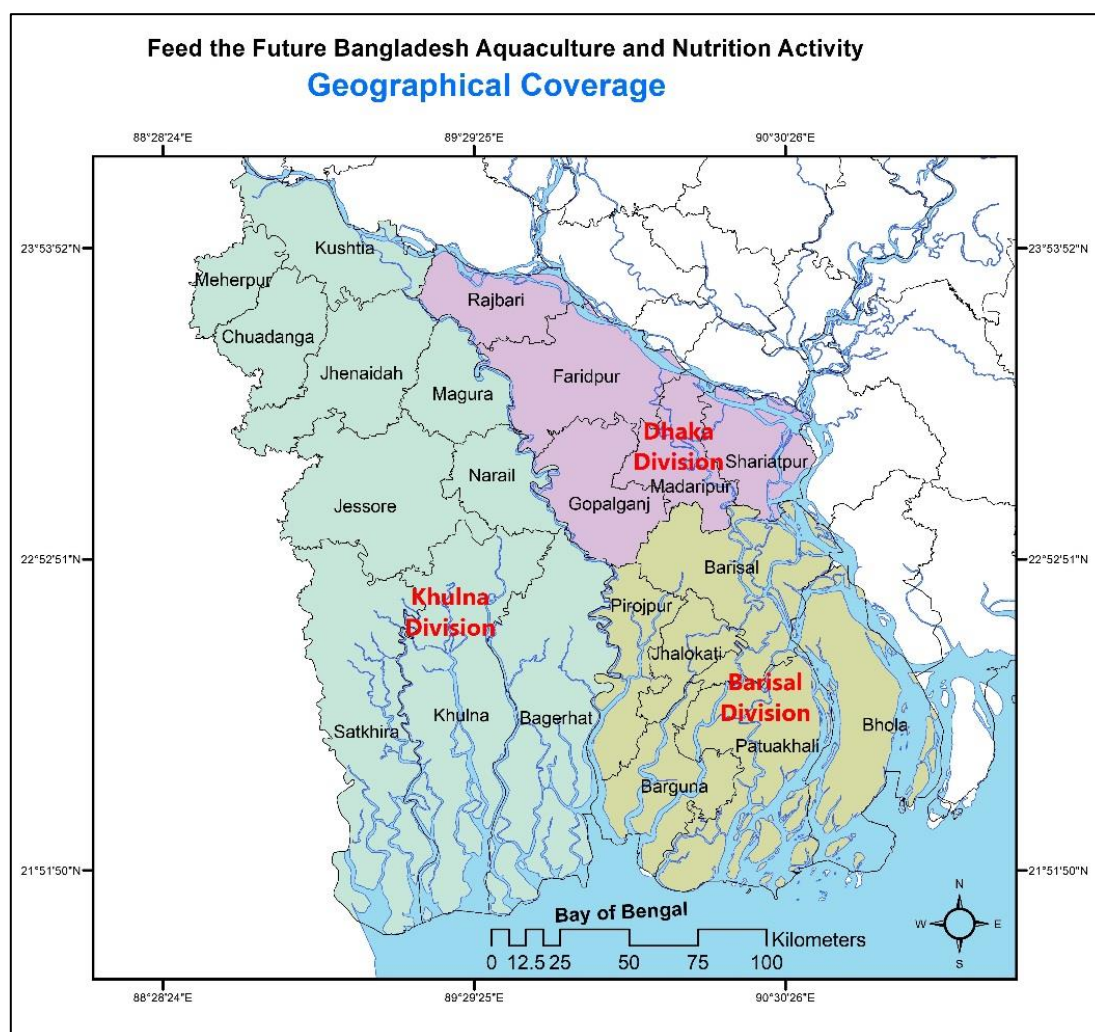 Feed the Future Bangladesh Aquaculture and Nutrition Activity
Geographical Coverage
88°28'24"E
89°29'25"E
90°30'26"E
23°53'52"N
23°53'52"N
Kushtia
Meherpur
Rajbari
Chuadanga
Jhenaidah
Faridpur
Magura
Dhaka
Division
Shariatpur
Narail
Madaripur
Jessore
Gopalganj
22°52'51"N
22°52'51"N
Barisal
Khulna
Division
Pirojpur
Jhalokati
Barisal
Division
Khulna
Bagerhat
Satkhira
Bhola
Patuakhali
Barguna
21°51'50"N
21°51'50"N
Bay of Bengal
N
W
E
S
Kilometers
0 12.5 25 50 75 100
88°28'24"E
89°29'25"E
90°30'26"E